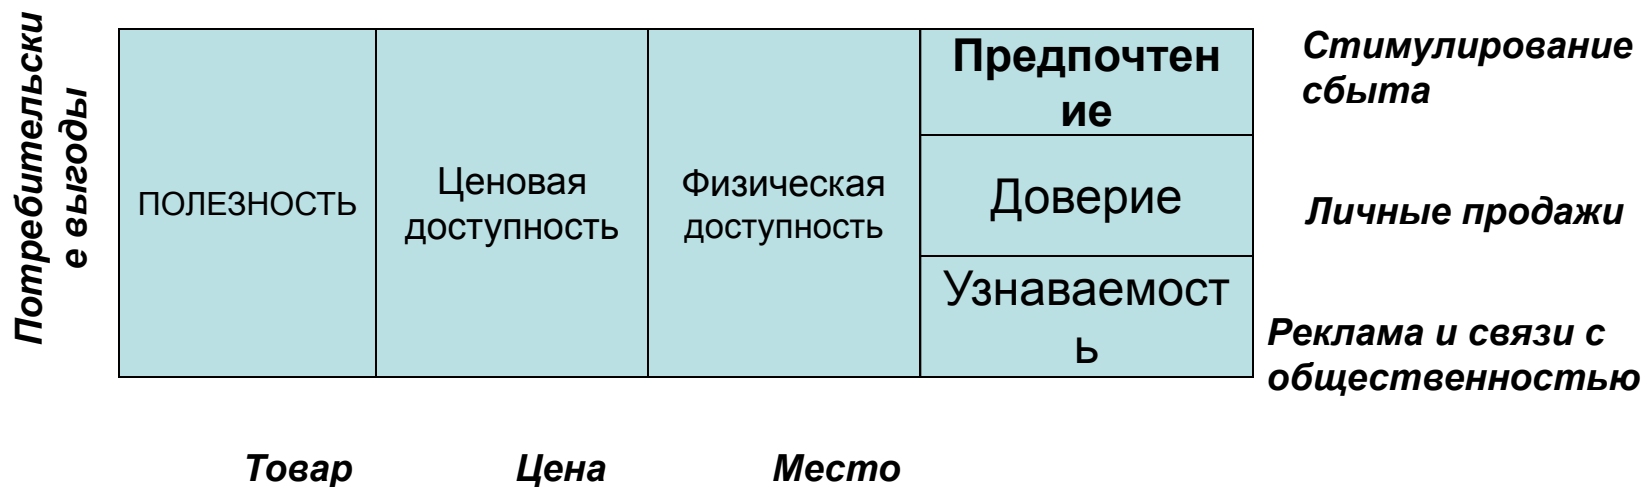 Потребительски
е выгоды
ПОЛЕЗНОСТЬ
Ценовая
доступность
Физическая
доступность
Предпочтен
ие
Доверие
Узнаваемост
ь
Стимулирование
сбыта
Личные продажи
Реклама и связи с
общественностью
Товар
Цена
Место